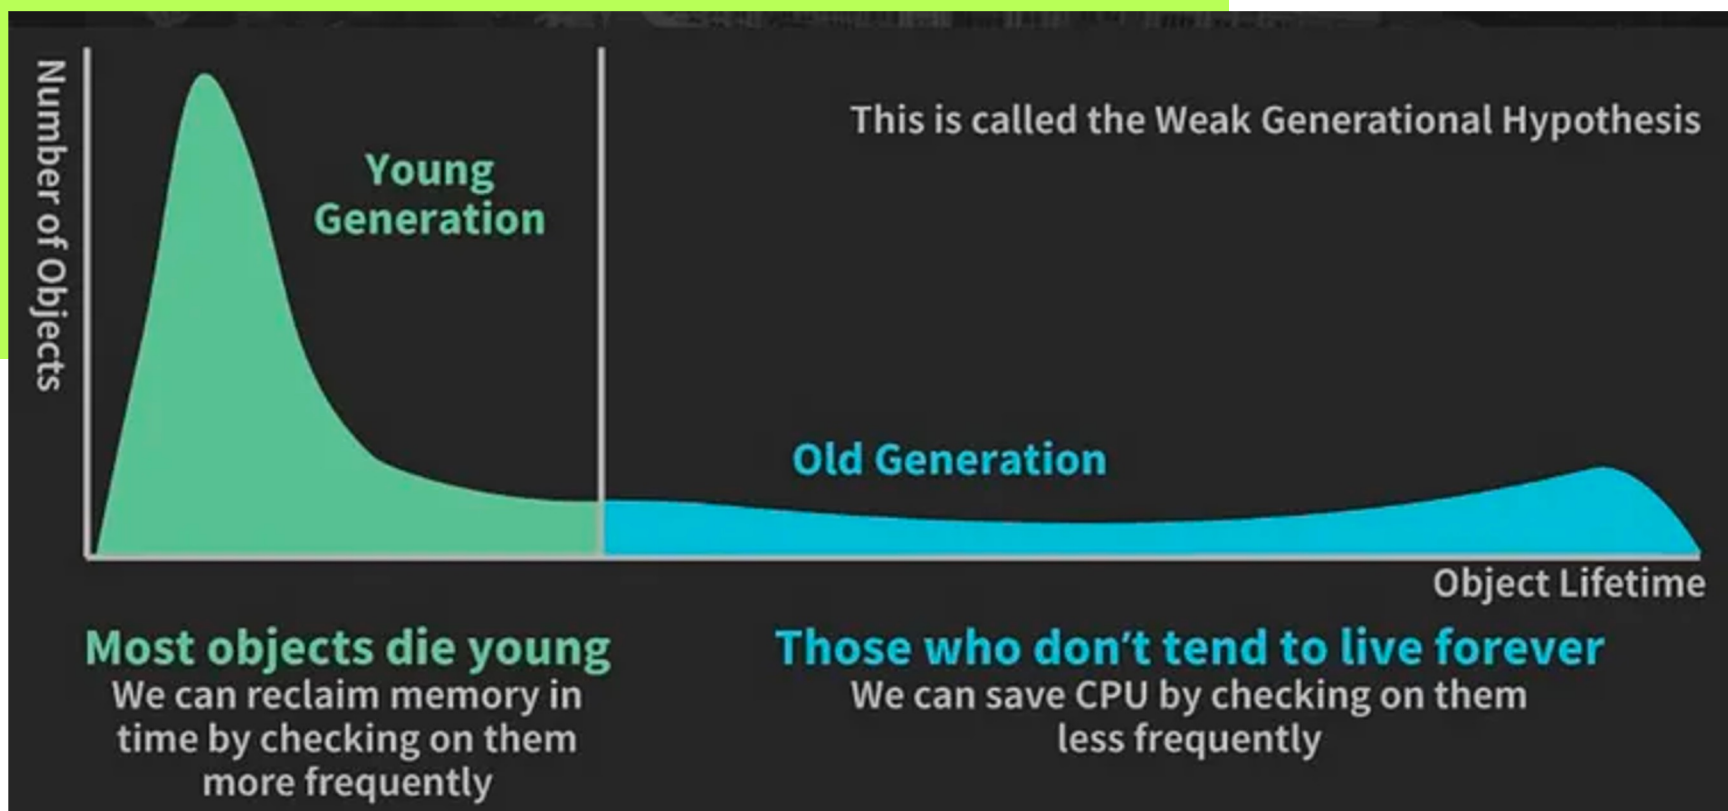 Number of Objects
Young
Generation
This is called the Weak Generational Hypothesis
Old Generation
Object Lifetime
Most objects die young
We can reclaim memory in
time by checking on them
more frequently
Those who don't tend to live forever
We can save CPU by checking on them
less frequently